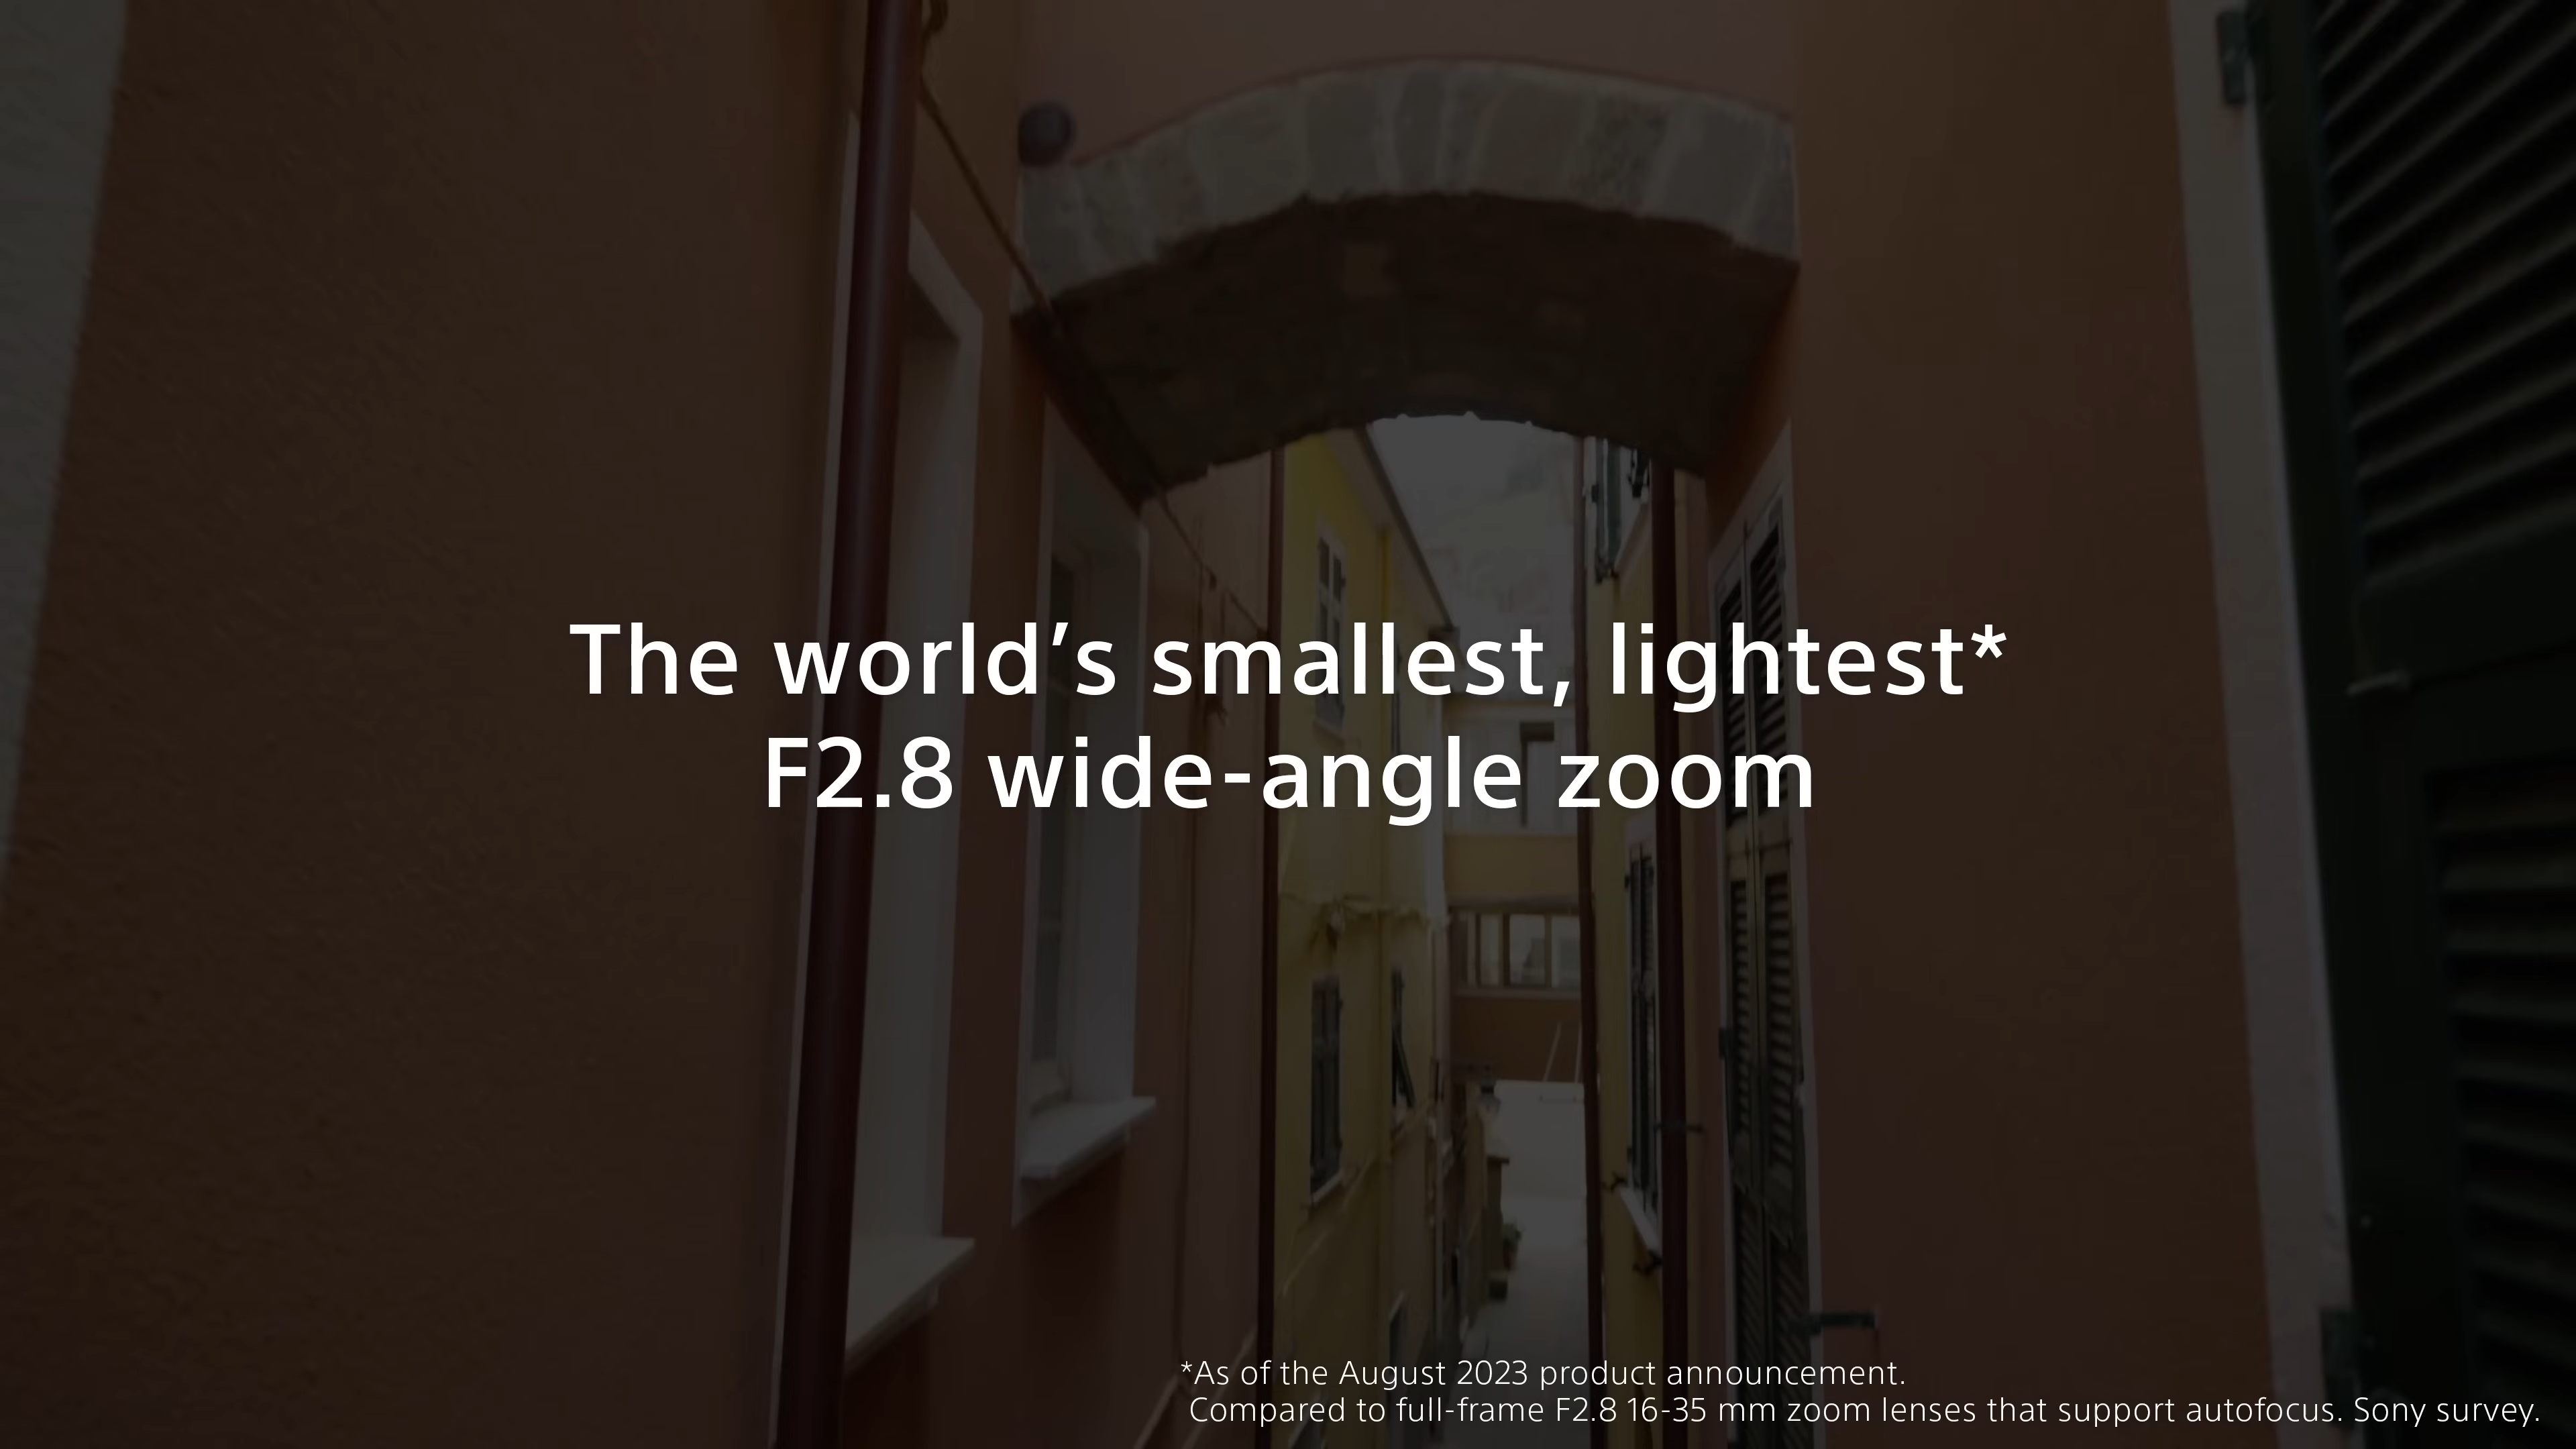 The world’s smallest, lightest*
F2.8 wide-angle zoom
*As of the August 2023 product announcement.
Compared to full-frame F2.8 16-35 mm zoom lenses that support autofocus. Sony survey.